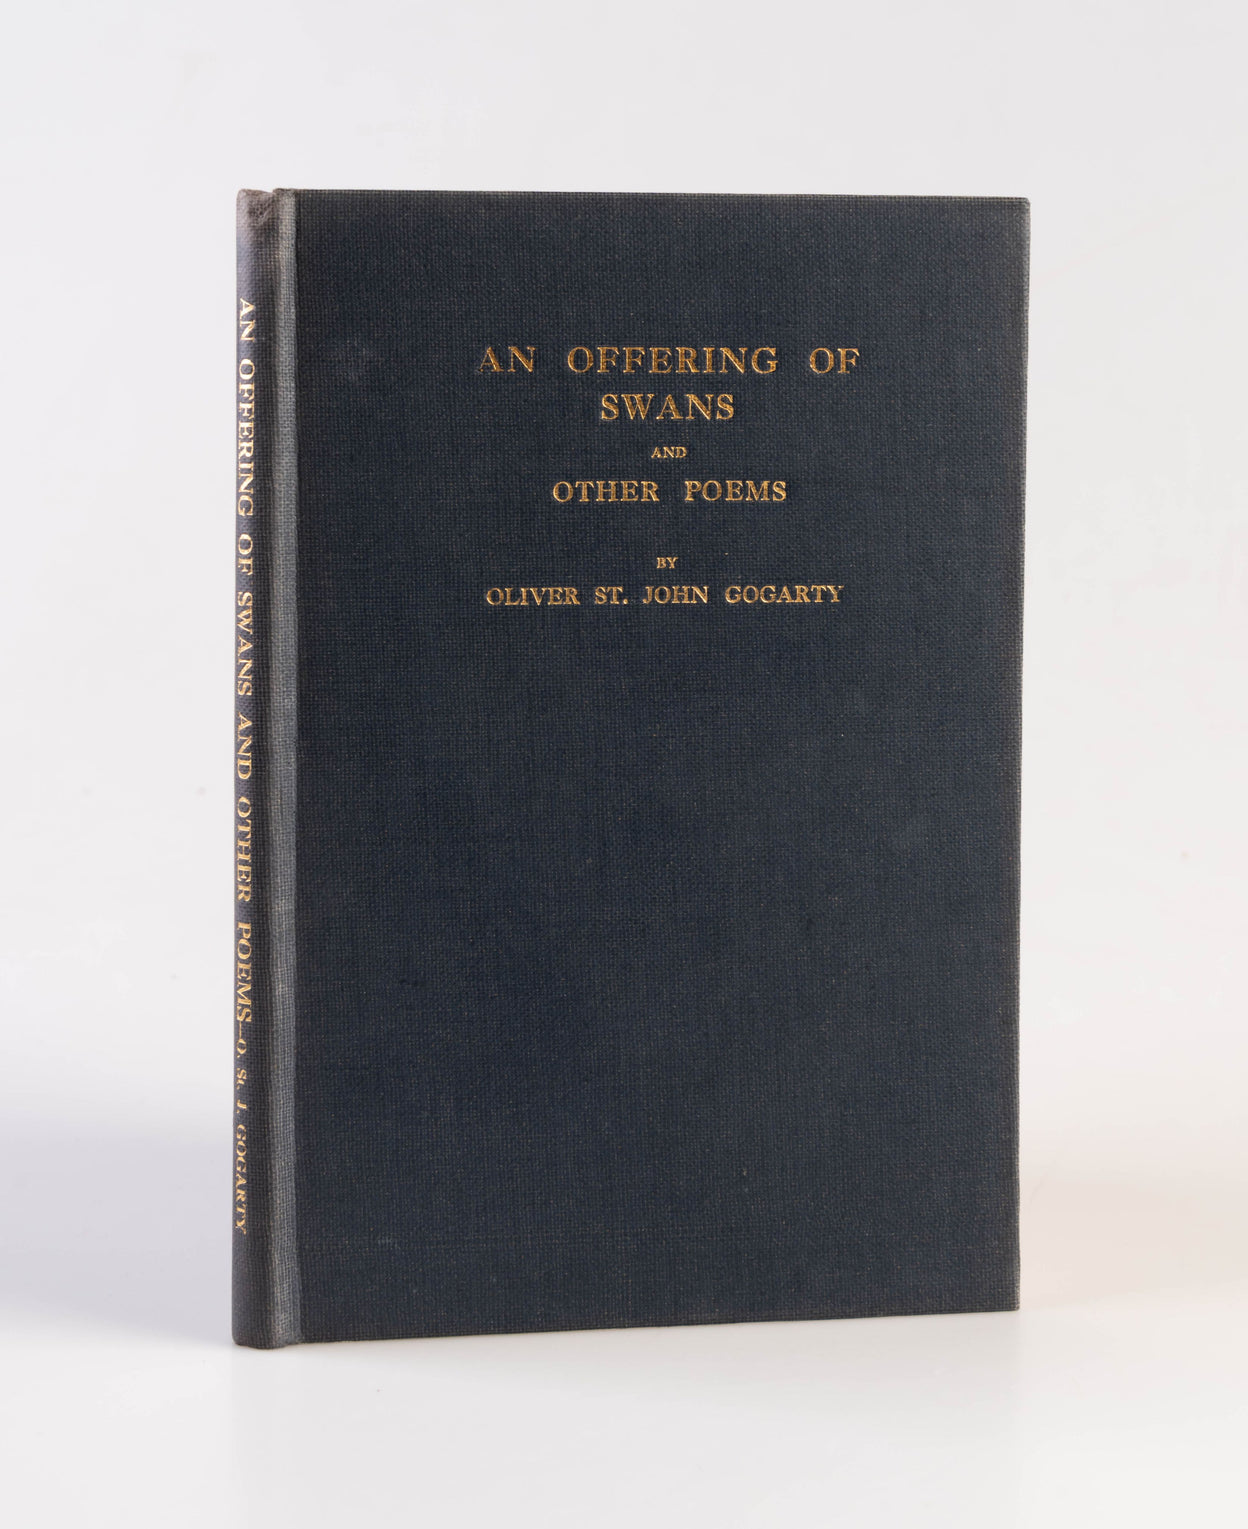 AN OFFERING OF SWANS AND OTHER POEMS—O. St. J. GOGARTY
AN OFFERING OF
SWANS
AND
OTHER POEMS
BY
OLIVER ST. JOHN GOGARTY